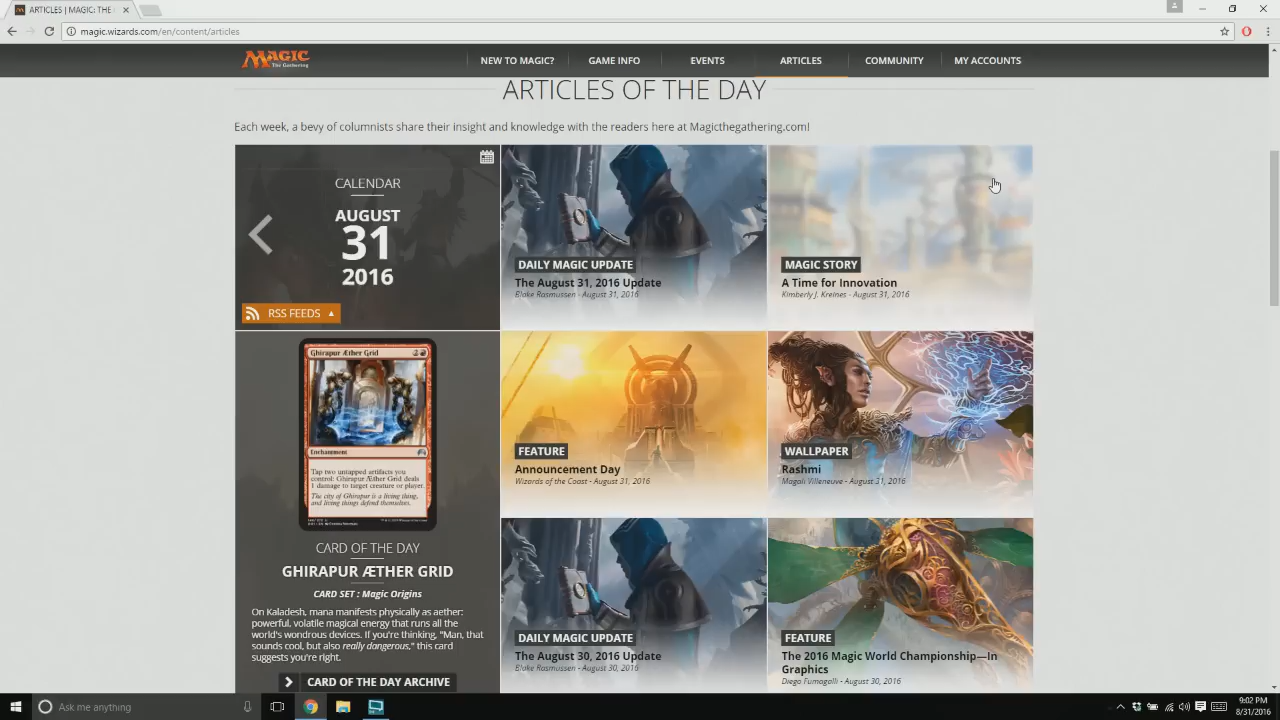 ARTICLES | MAGIC: THE
magic.wizards.com/en/content/articles
MAGIC
The Gathering
NEW TO MAGIC?
GAME INFO
EVENTS
ARTICLES
COMMUNITY
MY ACCOUNTS
ARTICLES OF THE DAY
Each week, a bevy of columnists share their insight and knowledge with the readers here at Magicthegathering.com!
CALENDAR
AUGUST
31
2016
RSS FEEDS
DAILY MAGIC UPDATE
The August 31, 2016 Update
Blake Rasmussen - August 31, 2016
MAGIC STORY
A Time for Innovation
Kimberly J. Kreines - August 31, 2016
Ghirapur Æther Grid
Enchantment
Tap two untapped artifacts you
control: Ghirapur Æther Grid deals
1 damage to target creature or player.
The city of Ghirapur is a living thing,
and living things defend themselves.
CARD OF THE DAY
GHIRAPUR ÆTHER GRID
CARD SET : Magic Origins
On Kaladesh, mana manifests physically as aether:
powerful, volatile magical energy that runs all the
world's wondrous devices. If you're thinking, "Man, that
sounds cool, but also really dangerous," this card
suggests you're right.
CARD OF THE DAY ARCHIVE
FEATURE
Announcement Day
Wizards of the Coast - August 31, 2016
WALLPAPER
Rashmi
Magali Villeneuve - August 31, 2016
DAILY MAGIC UPDATE
The August 30, 2016 Update
Blake Rasmussen - August 30, 2016
FEATURE
The 2016 Magic World Championship—In
Graphics
Diego Fumagalli - August 30, 2016
Ask me anything
9:02 PM
8/31/2016